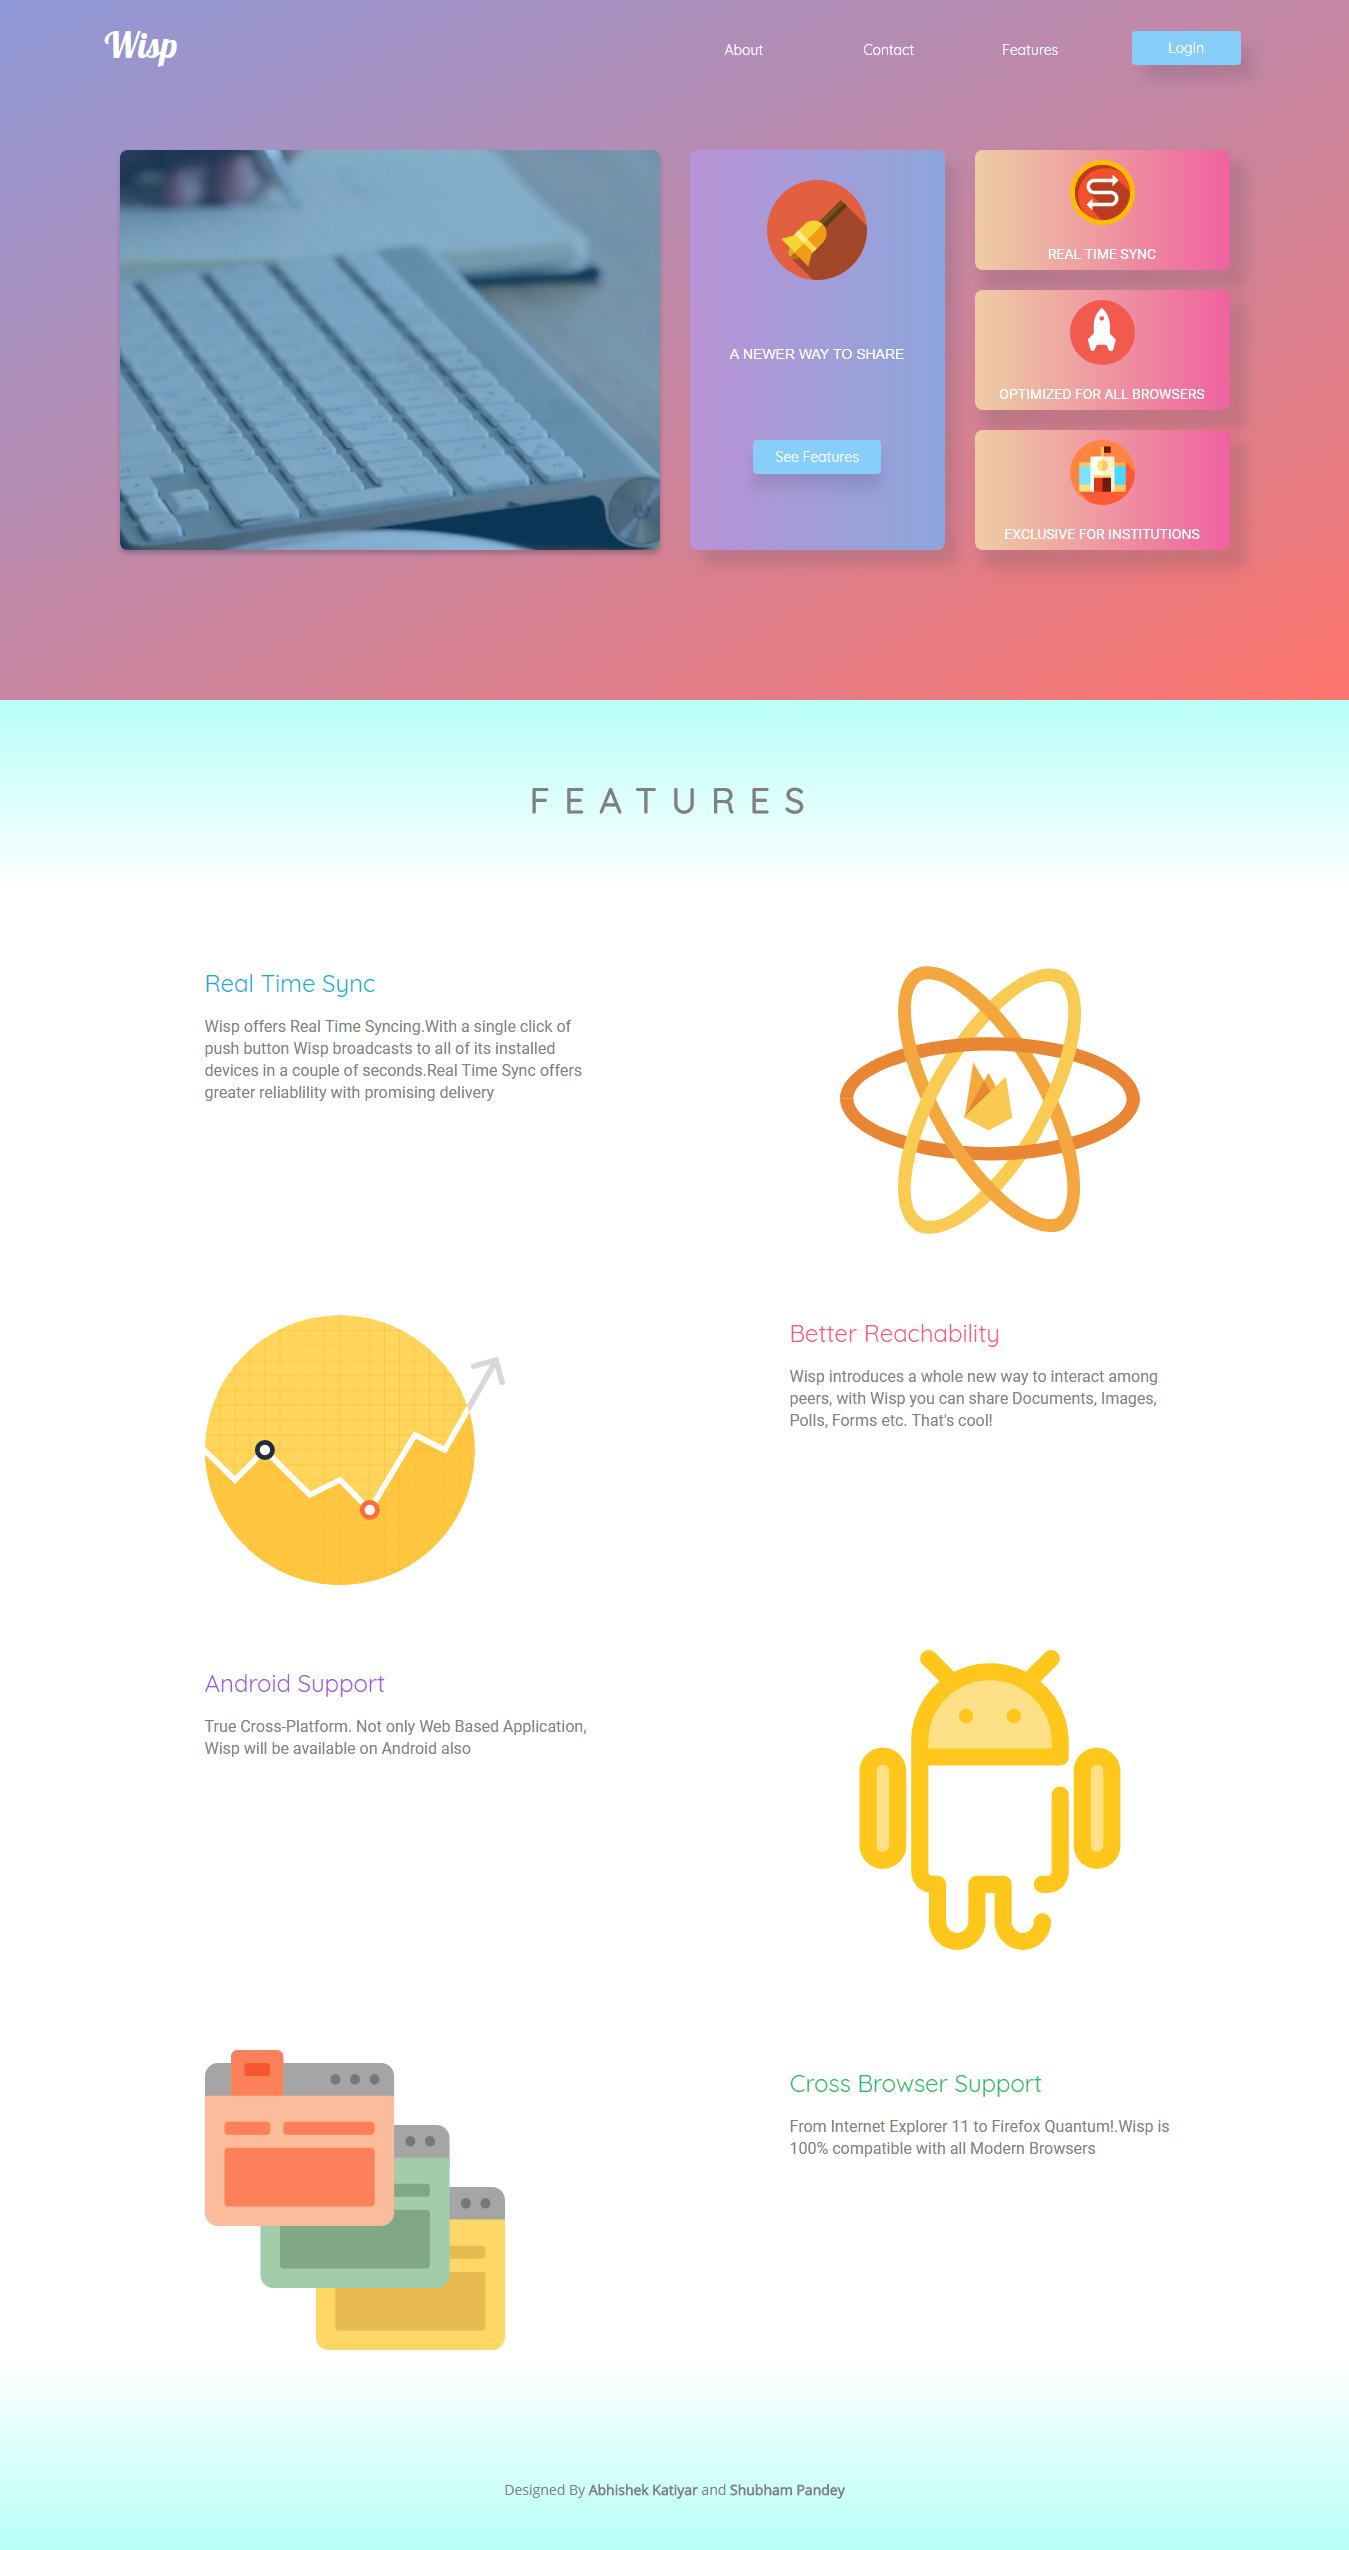 Wisp
About
Contact
Features
LogIn
A NEWER WAY TO SHARE
See Features
REAL TIME SYNC
OPTIMIZED FOR ALL BROWSERS
EXCLUSIVE FOR INSTITUTIONS
FEATURES
Real Time Sync
Wisp offers Real Time Syncing.With a single click of
push button Wisp broadcasts to all of its installed
devices in a couple of seconds.Real Time Sync offers
greater reliablility with promising delivery
Better Reachability
Wisp introduces a whole new way to interact among
peers, with Wisp you can share Documents, Images,
Polls, Forms etc. That's cool!
Android Support
True Cross-Platform. Not only Web Based Application,
Wisp will be available on Android also
Cross Browser Support
From Internet Explorer 11 to Firefox Quantum!.Wisp is
100% compatible with all Modern Browsers
Designed By Abhishek Katiyar and Shubham Pandey